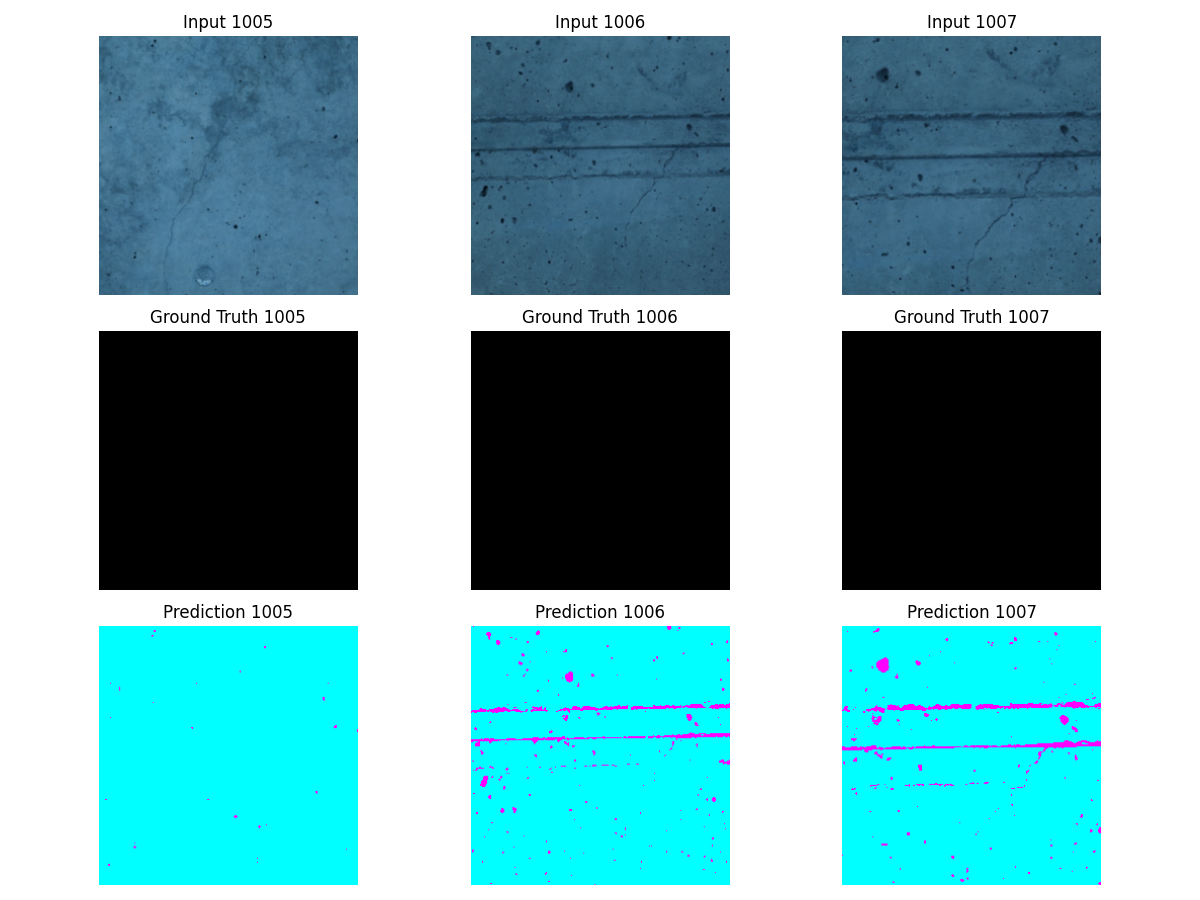 Input 1005
Input 1006
Input 1007
Ground Truth 1005
Ground Truth 1006
Ground Truth 1007
Prediction 1005
Prediction 1006
Prediction 1007